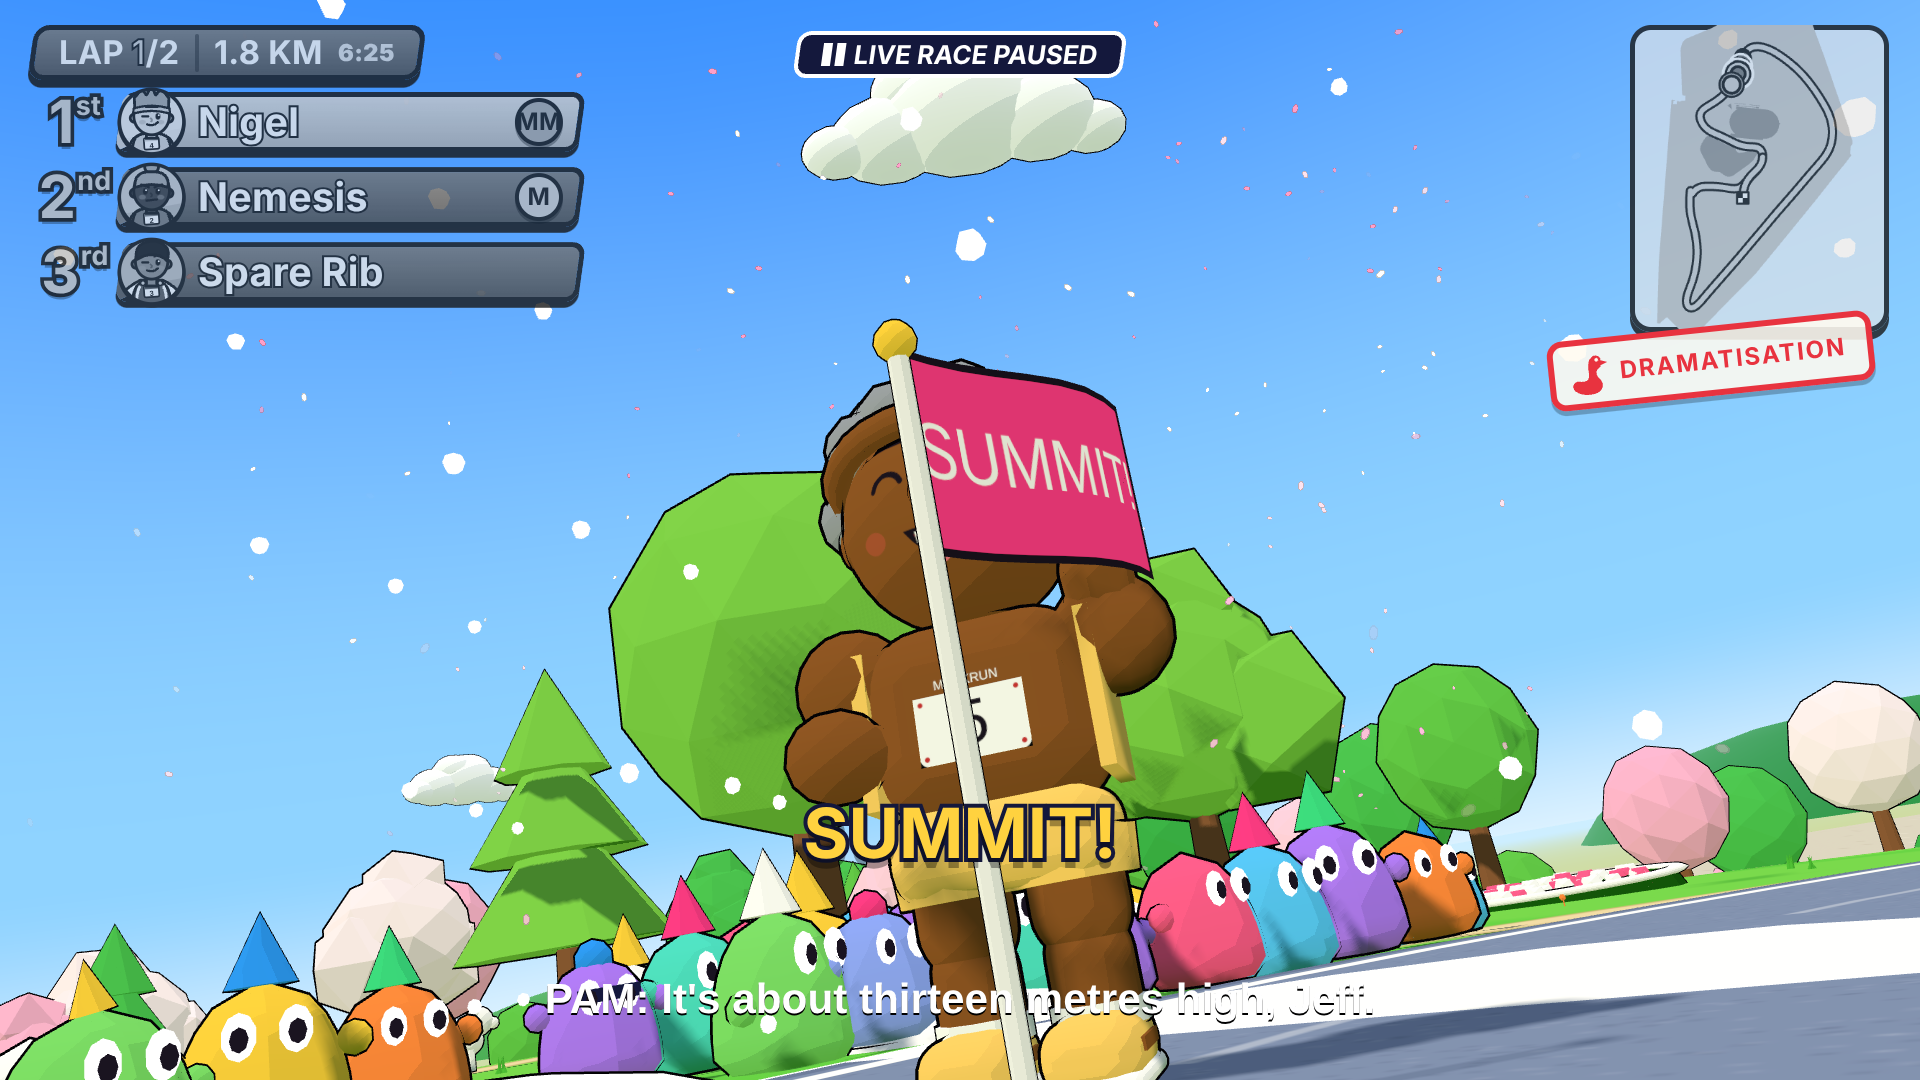 LAP 1/2 1.8 KM 6:25
LIVE RACE PAUSED
1st Nigel MM
2nd Nemesis M
3rd Spare Rib
DRAMATISATION
SUMMIT!
SUMMIT!
PAM: It's about thirteen metres high, Jeff.